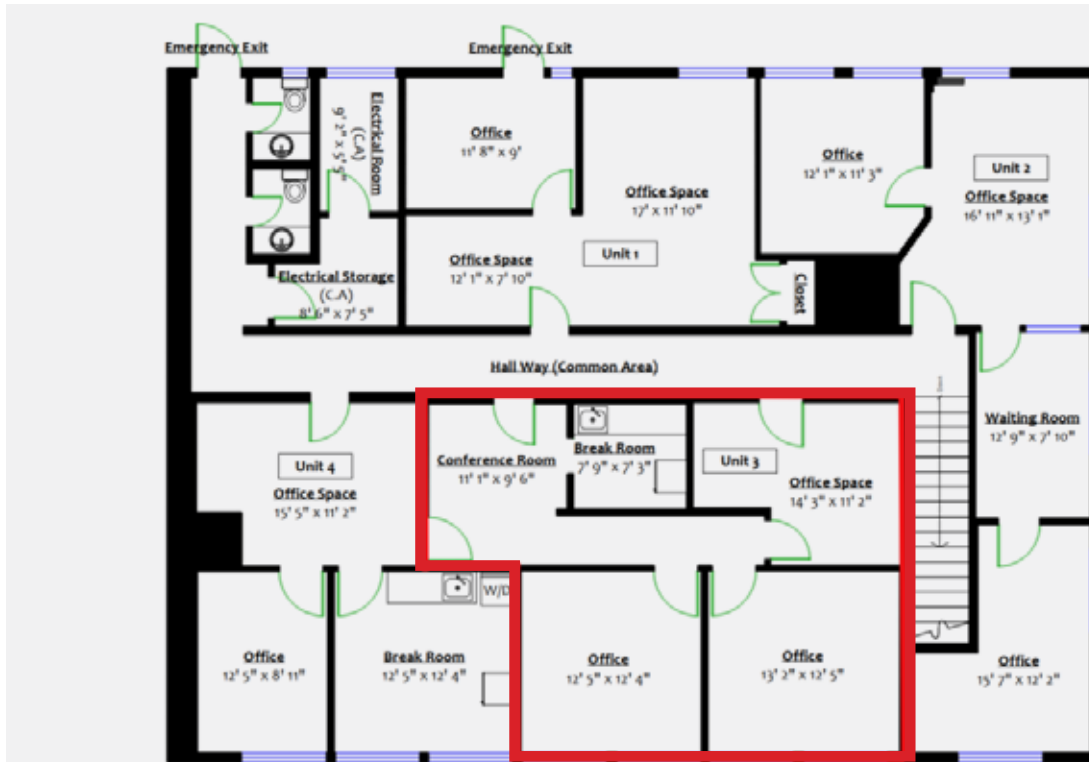 Emergency Exit
Emergency Exit
Electrical Room
(C.A)
9' 2" x 5' 5"
Office
11' 8" x 9'
Office Space
17' x 11' 10"
Office
12' 1" x 11' 3"
Unit 2
Office Space
16' 11" x 13' 1"
Unit 1
Office Space
12' 1" x 7' 10"
Electrical Storage
(C.A)
8' 6" x 7' 5"
Closet
Hall Way (Common Area)
Waiting Room
12' 9" x 7' 10"
Unit 4
Office Space
15' 5" x 11' 2"
Conference Room
11' 1" x 9' 6"
Break Room
7' 9" x 7' 3"
Unit 3
Office Space
14' 3" x 11' 2"
W/D
Office
12' 5" x 8' 11"
Break Room
12' 5" x 12' 4"
Office
12' 5" x 12' 4"
Office
13' 2" x 12' 5"
Office
15' 7" x 12' 2"